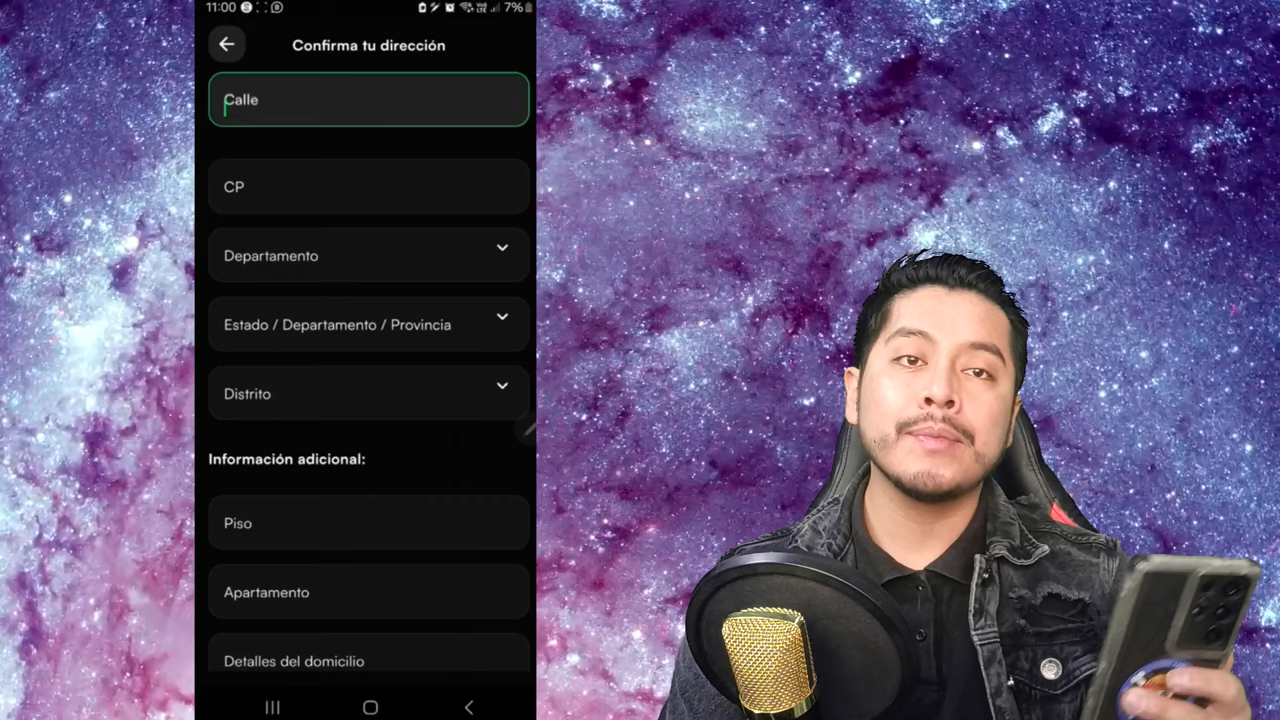 11:00 7%
Confirma tu dirección
Calle
CP
Departamento
Estado / Departamento / Provincia
Distrito
Información adicional:
Piso
Apartamento
Detalles del domicilio